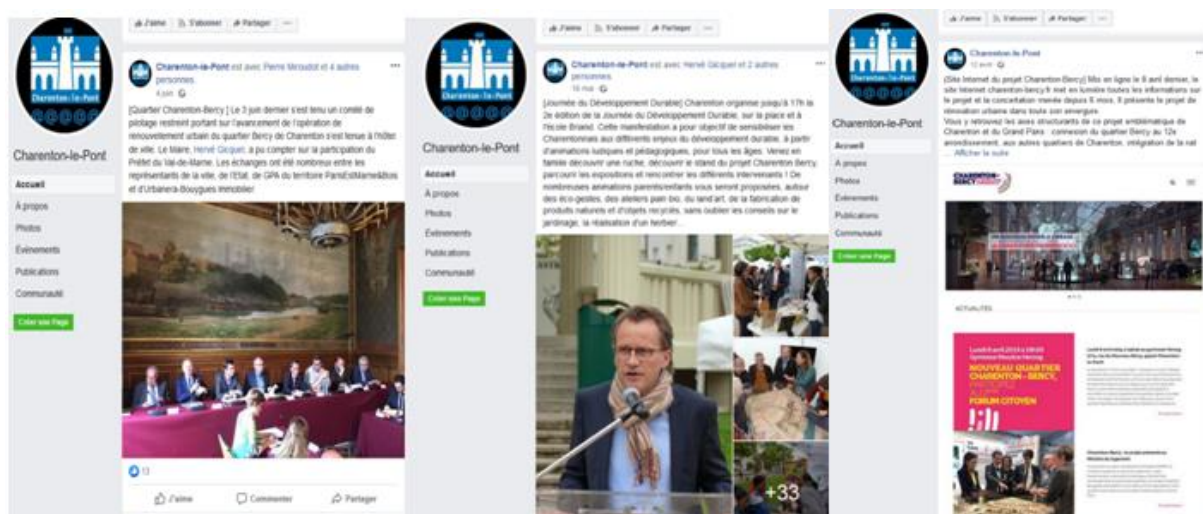 J'aime S'abonner Partager
Charenton-le-Pont
Charenton-le-Pont
Accueil
À propos
Photos
Évènements
Publications
Communauté
Créer une Page
Charenton-le-Pont est avec Pierre Miroudot et 4 autres
personnes.
4 juin
[Quartier Charenton-Bercy ] Le 3 juin dernier s'est tenu un comité de
pilotage restreint portant sur l'avancement de l'opération de
renouvellement urbain du quartier Bercy de Charenton s'est tenue à l'hôtel
de ville. Le Maire, Hervé Gicquel, a pu compter sur la participation du
Préfet du Val-de-Marne. Les échanges ont été nombreux entre les
représentants de la ville, de l'Etat, de GPA du territoire ParisEstMarne&Bois
et d'Urbanera-Bouygues Immobilier.
13
J'aime Commenter Partager
J'aime S'abonner Partager
Charenton-le-Pont
Charenton-le-Pont
Accueil
À propos
Photos
Évènements
Publications
Communauté
Créer une Page
Charenton-le-Pont est avec Hervé Gicquel et 2 autres
personnes.
16 mai
[Journée du Développement Durable] Charenton organise jusqu'à 17h la
2e édition de la Journée du Développement Durable, sur la place et à
l'école Briand. Cette manifestation a pour objectif de sensibiliser les
Charentonnais aux différents enjeux du développement durable, à partir
d'animations ludiques et pédagogiques, pour tous les âges. Venez en
famille découvrir une ruche, découvrir le stand du projet Charenton Bercy,
parcourir les expositions et rencontrer les différents intervenants ! De
nombreuses animations parents/enfants vous seront proposées, autour
des éco-gestes, des ateliers pain bio, du land'art, de la fabrication de
produits naturels et d'objets recyclés, sans oublier les conseils sur le
jardinage, la réalisation d'un herbier...
+33
J'aime S'abonner Partager
Charenton-le-Pont
Charenton-le-Pont
Accueil
À propos
Photos
Évènements
Publications
Communauté
Créer une Page
Charenton-le-Pont
12 avril
[Site Internet du projet Charenton-Bercy] Mis en ligne le 9 avril dernier, le
site Internet charenton-bercy.fr met en lumière toutes les informations sur
le projet et la concertation menée depuis 6 mois. Il présente le projet de
rénovation urbaine dans toute son envergure.
Vous y retrouvez les axes structurants de ce projet emblématique de
Charenton et du Grand Paris : connexion du quartier Bercy au 12e
arrondissement, aux autres quartiers de Charenton, intégration de la nat
... Afficher la suite
CHARENTON
-BERCY
ACTUALITÉS
NOUVEAU QUARTIER
CHARENTON - BERCY,
PARTICIPEZ
AU 1ER
FORUM CITOYEN